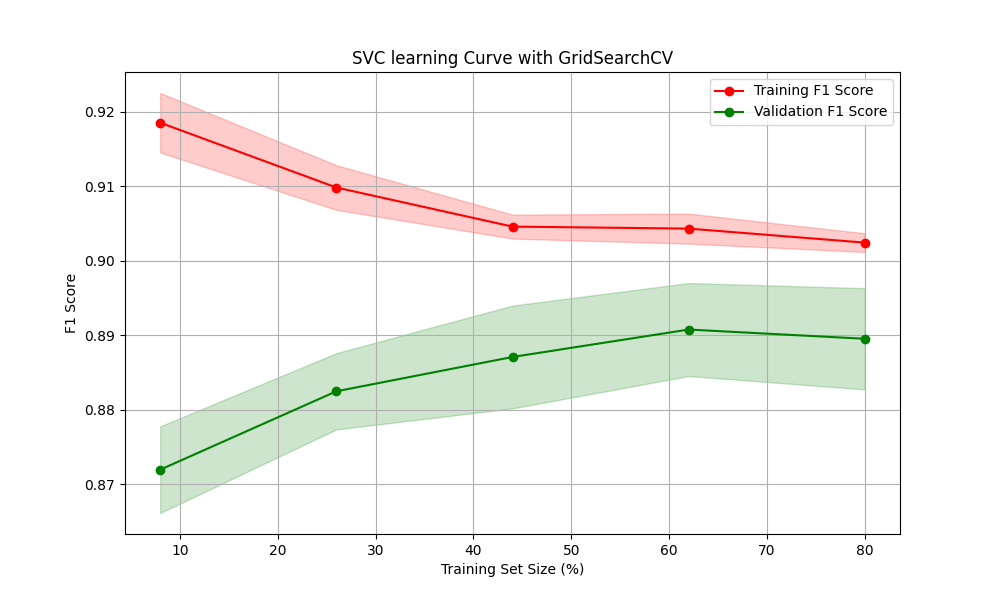 SVC learning Curve with GridSearchCV
Training F1 Score
Validation F1 Score
F1 Score
0.92
0.91
0.90
0.89
0.88
0.87
10 20 30 40 50 60 70 80
Training Set Size (%)